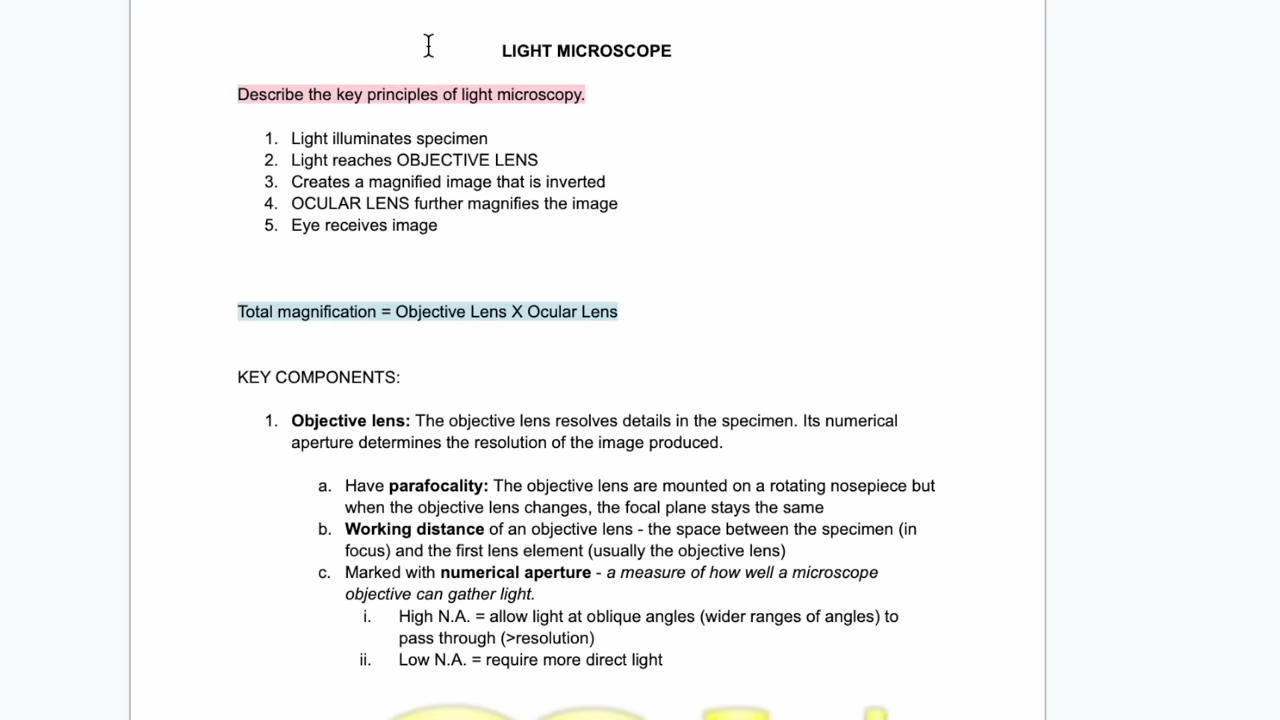 LIGHT MICROSCOPE
Describe the key principles of light microscopy.
1. Light illuminates specimen
2. Light reaches OBJECTIVE LENS
3. Creates a magnified image that is inverted
4. OCULAR LENS further magnifies the image
5. Eye receives image
Total magnification = Objective Lens X Ocular Lens
KEY COMPONENTS:
1. Objective lens: The objective lens resolves details in the specimen. Its numerical
aperture determines the resolution of the image produced.
a. Have parafocality: The objective lens are mounted on a rotating nosepiece but
when the objective lens changes, the focal plane stays the same
b. Working distance of an objective lens - the space between the specimen (in
focus) and the first lens element (usually the objective lens)
c. Marked with numerical aperture - a measure of how well a microscope
objective can gather light.
i. High N.A. = allow light at oblique angles (wider ranges of angles) to
pass through (>resolution)
ii. Low N.A. = require more direct light